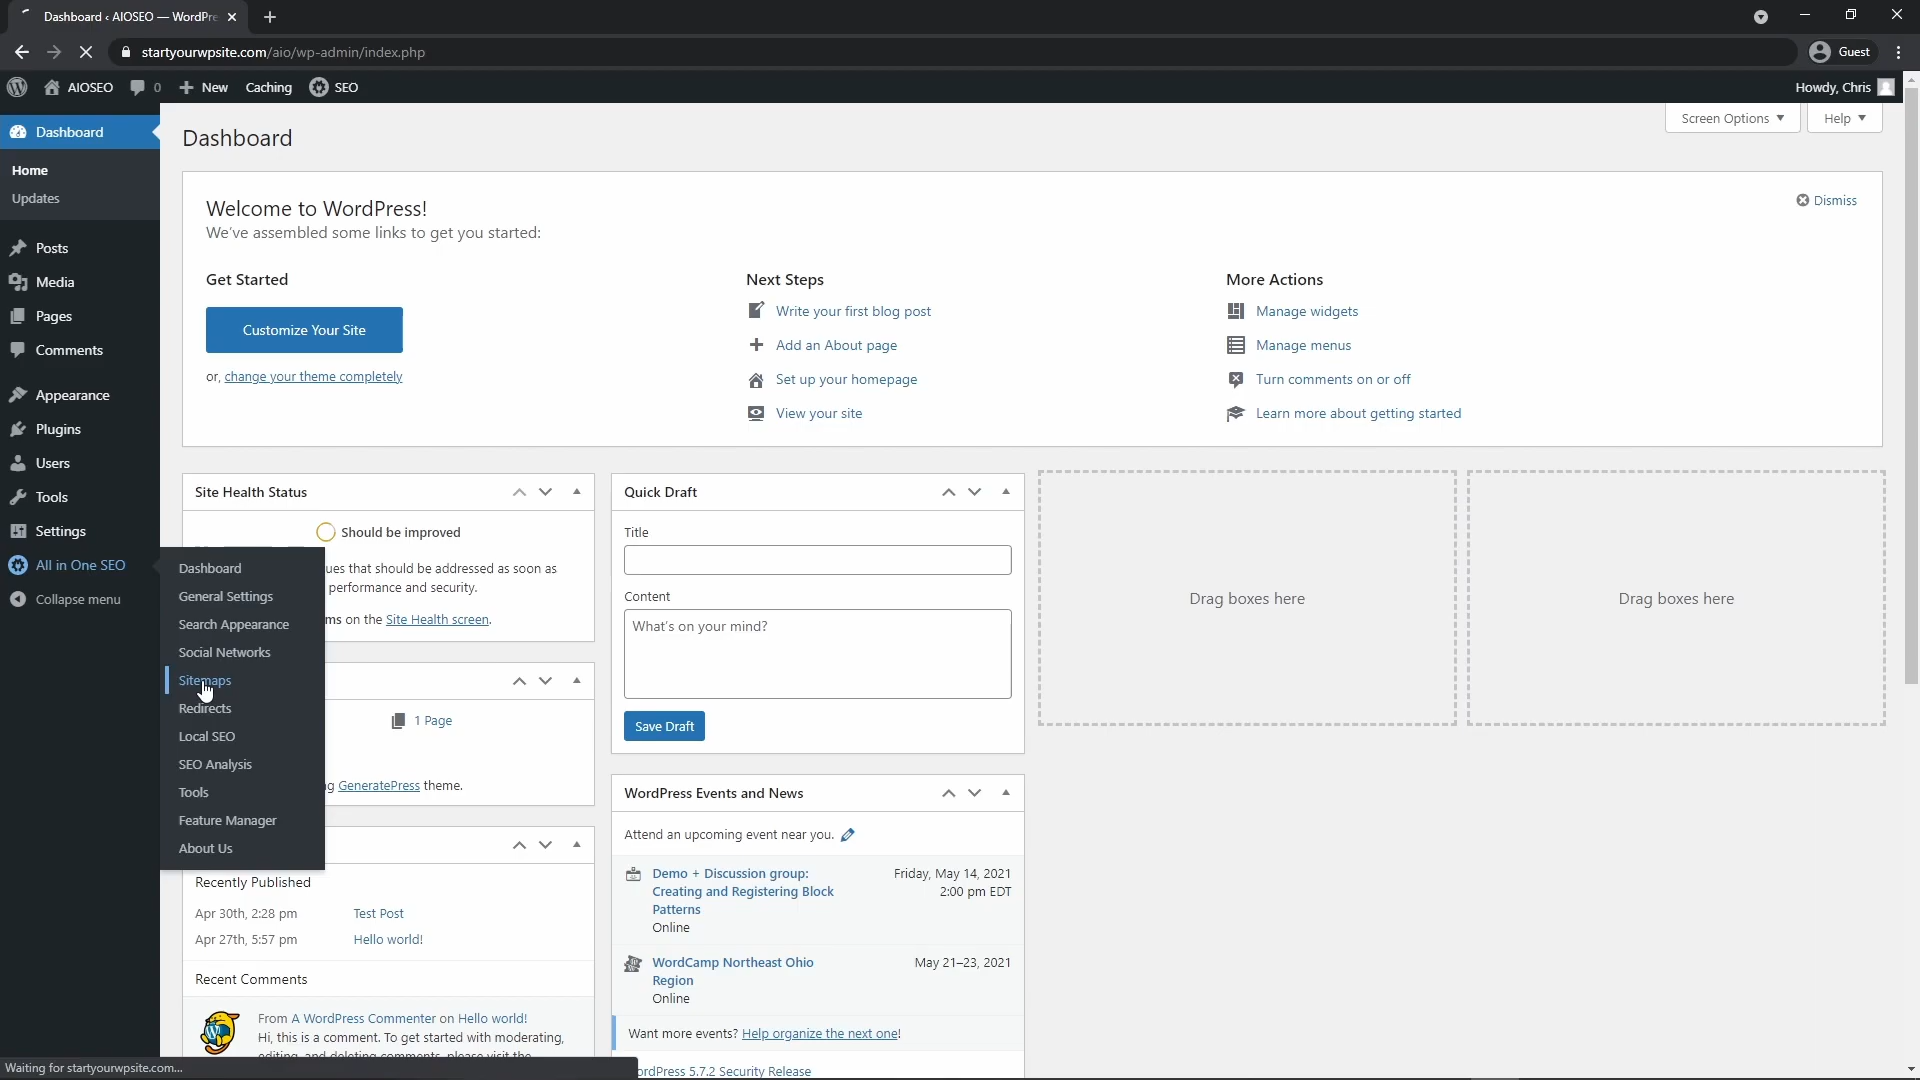 Dashboard ‹ AIOSEO — WordPre
startyourwpsite.com/aio/wp-admin/index.php
Guest
AIOSEO
0
New
Caching
SEO
Howdy, Chris
Dashboard
Home
Updates
Posts
Media
Pages
Comments
Appearance
Plugins
Users
Tools
Settings
All in One SEO
Collapse menu
Dashboard
General Settings
Search Appearance
Social Networks
Sitemaps
Redirects
Local SEO
SEO Analysis
Tools
Feature Manager
About Us
Screen Options
Help
Dashboard
Welcome to WordPress!
We've assembled some links to get you started:
Dismiss
Get Started
Customize Your Site
or, change your theme completely
Next Steps
Write your first blog post
Add an About page
Set up your homepage
View your site
More Actions
Manage widgets
Manage menus
Turn comments on or off
Learn more about getting started
Site Health Status
Should be improved
ues that should be addressed as soon as
performance and security.
ms on the Site Health screen.
1 Page
ng GeneratePress theme.
Recently Published
Apr 30th, 2:28 pm Test Post
Apr 27th, 5:57 pm Hello world!
Recent Comments
From A WordPress Commenter on Hello world!
Hi, this is a comment. To get started with moderating,
editing, and deleting comments, please visit the
Quick Draft
Title
Content
What's on your mind?
Save Draft
WordPress Events and News
Attend an upcoming event near you.
Demo + Discussion group:
Creating and Registering Block
Patterns
Online
Friday, May 14, 2021
2:00 pm EDT
WordCamp Northeast Ohio
Region
Online
May 21–23, 2021
Want more events? Help organize the next one!
ordPress 5.7.2 Security Release
Drag boxes here
Drag boxes here
Waiting for startyourwpsite.com...